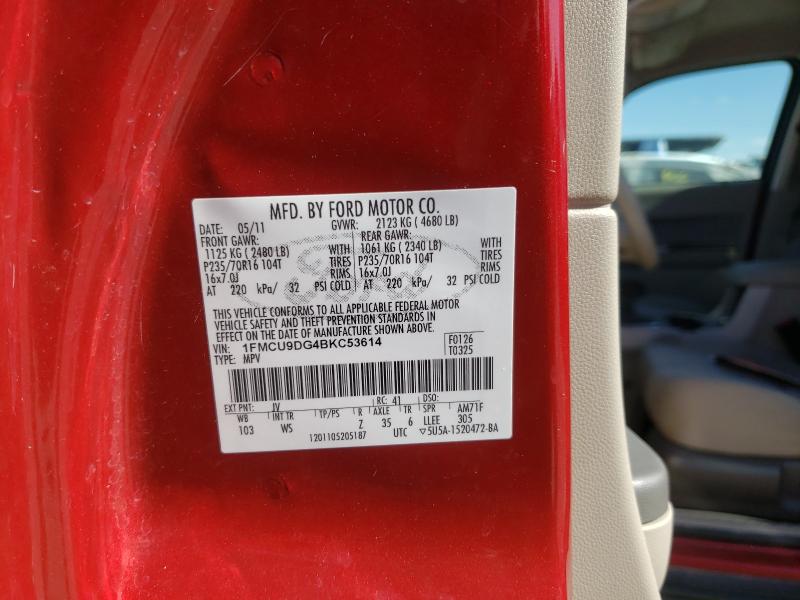 MFD. BY FORD MOTOR CO.
DATE: 05/11 GVWR: 2123 KG ( 4680 LB)
FRONT GAWR: REAR GAWR:
1125 KG ( 2480 LB) WITH 1061 KG ( 2340 LB) WITH
P235/70R16 104T TIRES P235/70R16 104T TIRES
16x7.0J RIMS 16x7.0J RIMS
AT 220 kPa/ 32 PSI COLD AT 220 kPa/ 32 PSI COLD
THIS VEHICLE CONFORMS TO ALL APPLICABLE FEDERAL MOTOR
VEHICLE SAFETY AND THEFT PREVENTION STANDARDS IN
EFFECT ON THE DATE OF MANUFACTURE SHOWN ABOVE.
VIN: 1FMCU9DG4BKC53614 F0126
TYPE: MPV T0325
EXT PNT: JV RC: 41 DSO:
WB INT TR TP/PS R AXLE TR SPR AM71F
103 WS Z 35 6 LLEE 305
1201105205187 UTC ▽5U5A-1520472-BA